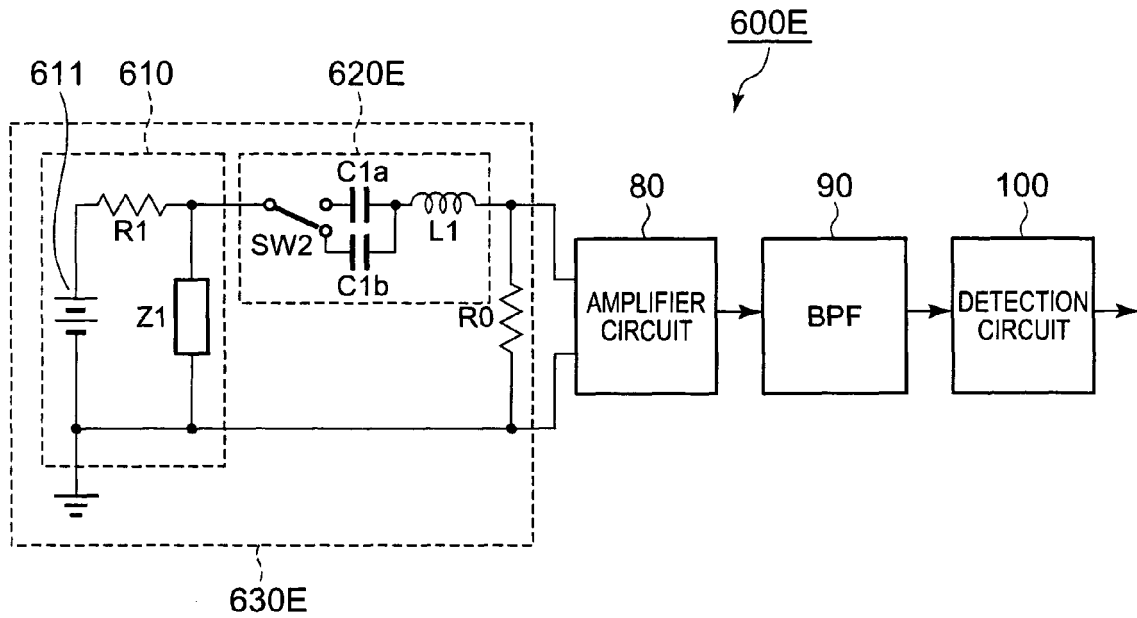 600E
611
610
620E
C1a
80
90
100
R1
SW2
L1
C1b
Z1
R0
AMPLIFIER
CIRCUIT
BPF
DETECTION
CIRCUIT
630E